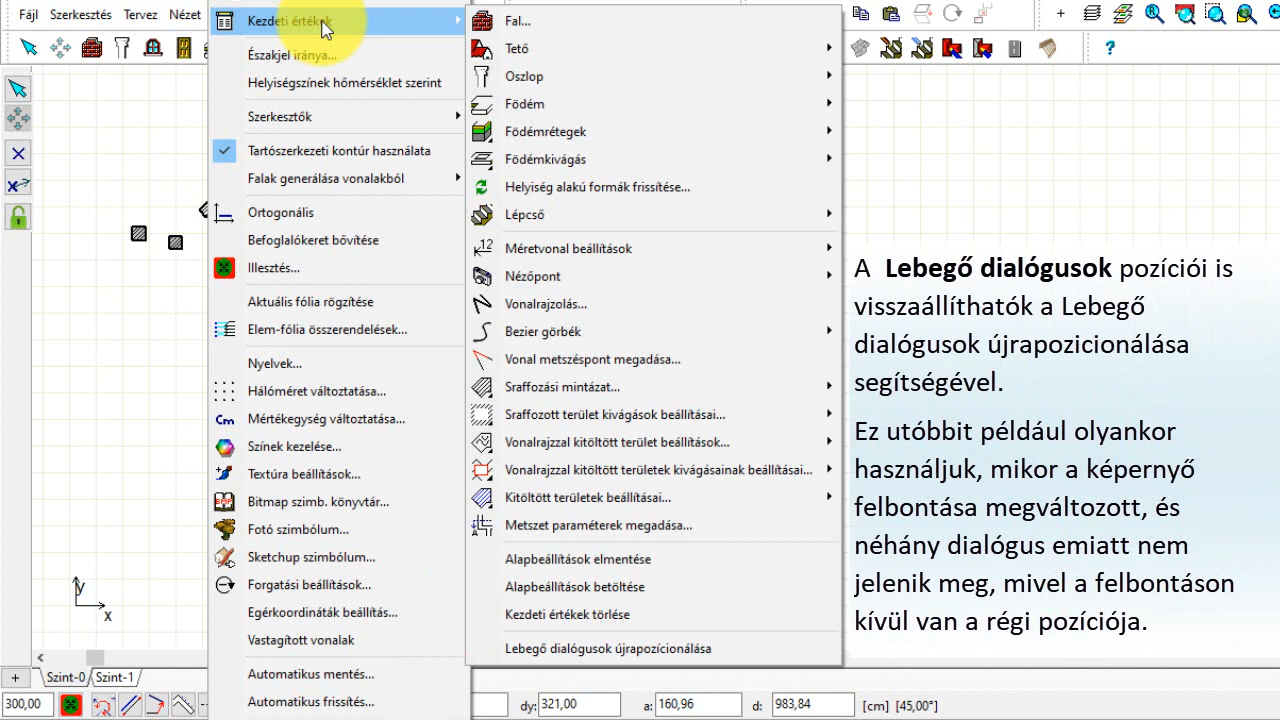 Fájl Szerkesztés Tervez Nézet
Kezdeti értékek
Északjel iránya...
Helyiségszínek hőmérséklet szerint
Szerkesztők
Tartószerkezeti kontúr használata
Falak generálása vonalakból
Ortogonális
Befoglalókeret bővítése
Illesztés...
Aktuális fólia rögzítése
Elem-fólia összerendelések...
Nyelvek...
Hálóméret változtatása...
Cm Mértékegység változtatása...
Színek kezelése...
Textúra beállítások...
BMP Bitmap szimb. könyvtár...
Fotó szimbólum...
Sketchup szimbólum...
Forgatási beállítások...
Egérkoordináták beállítás...
Vastagított vonalak
Automatikus mentés...
Automatikus frissítés...
Fal...
Tető
Oszlop
Födém
Födémrétegek
Födémkivágás
Helyiség alakú formák frissítése...
Lépcső
12 Méretvonal beállítások
Nézőpont
Vonalrajzolás...
Bezier görbék
Vonal metszéspont megadása...
Sraffozási mintázat...
Sraffozott terület kivágások beállításai...
Vonalrajzzal kitöltött terület beállítások...
Vonalrajzzal kitöltött területek kivágásainak beállításai...
Kitöltött területek beállításai...
Metszet paraméterek megadása...
Alapbeállítások elmentése
Alapbeállítások betöltése
Kezdeti értékek törlése
Lebegő dialógusok újrapozícionálása
A Lebegő dialógusok pozíciói is
visszaállíthatók a Lebegő
dialógusok újrapozicionálása
segítségével.
Ez utóbbit például olyankor
használjuk, mikor a képernyő
felbontása megváltozott, és
néhány dialógus emiatt nem
jelenik meg, mivel a felbontáson
kívül van a régi pozíciója.
y
x
Szint-0 Szint-1
300,00 dy: 321,00 a: 160,96 d: 983,84 [cm] [45,00°]